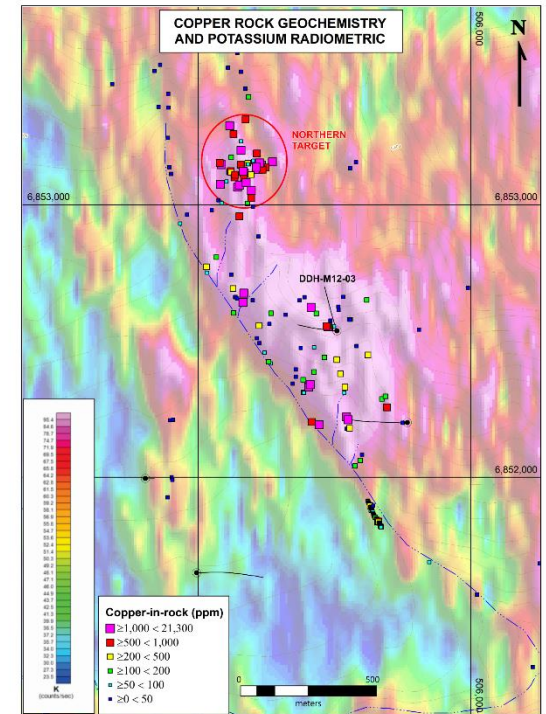 COPPER ROCK GEOCHEMISTRY
AND POTASSIUM RADIOMETRIC
506,000
N
NORTHERN
TARGET
6,853,000
6,853,000
DDH-M12-03
6,852,000
6,852,000
K
(counts/sec)
Copper-in-rock (ppm)
≥1,000 < 21,300
≥500 < 1,000
≥200 < 500
≥100 < 200
≥50 < 100
≥0 < 50
0
500
meters
506,000